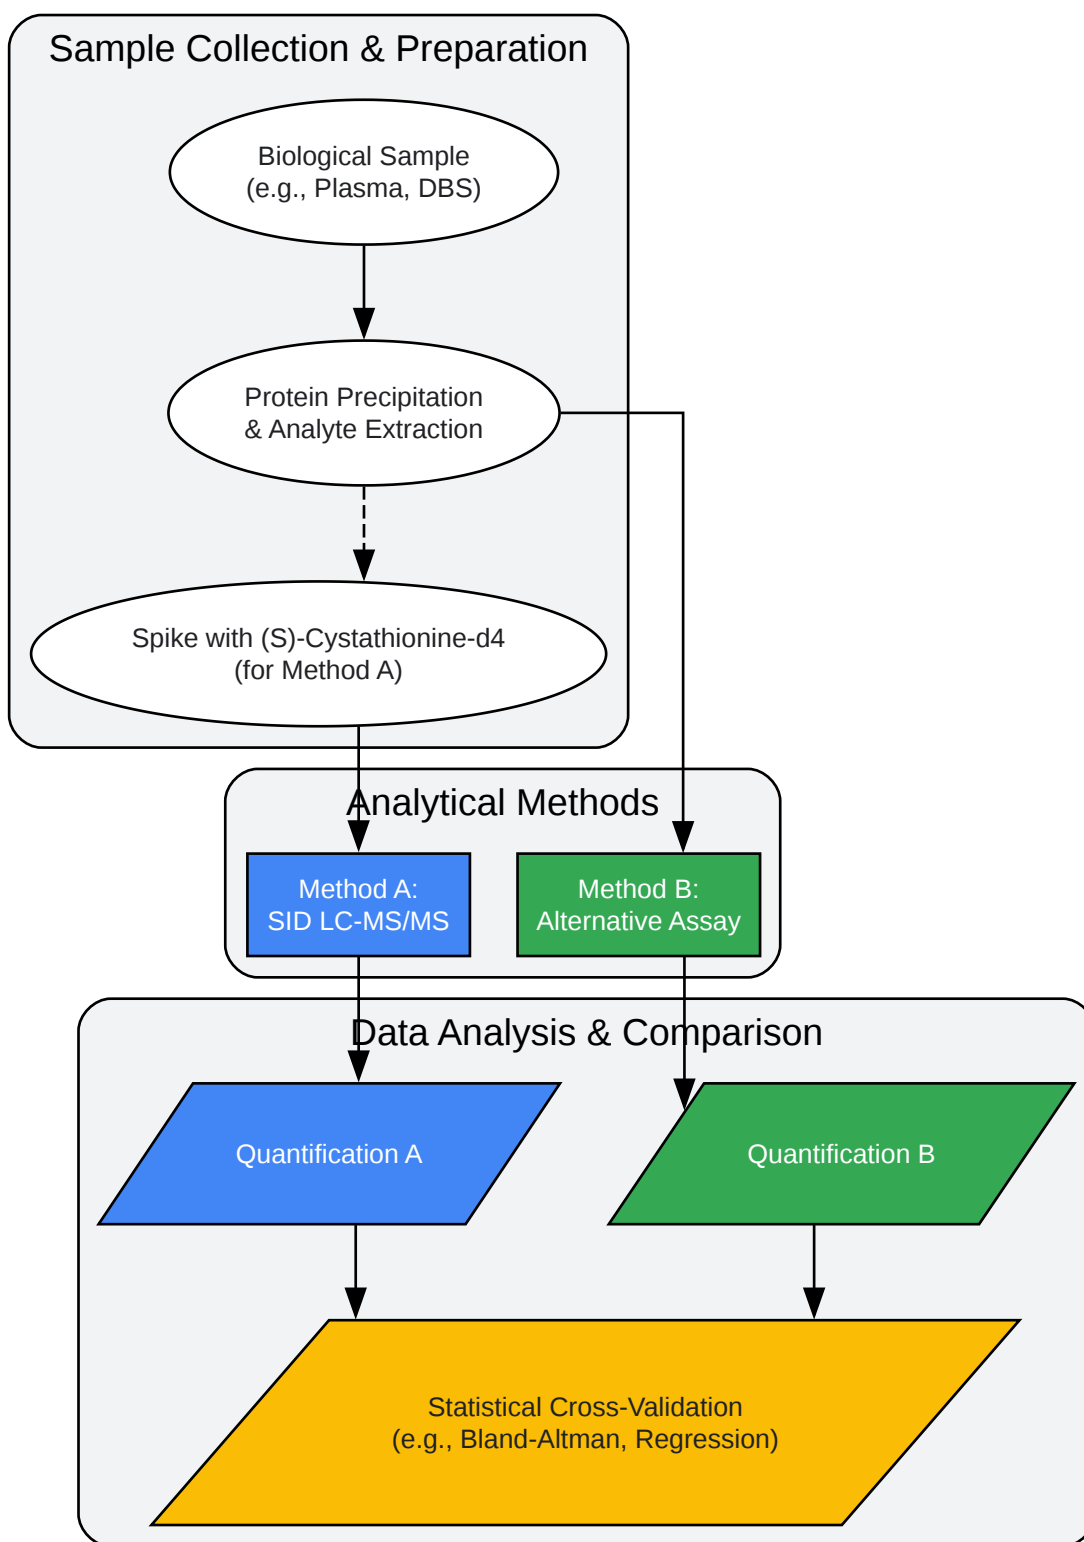 Sample Collection & Preparation
Biological Sample
(e.g., Plasma, DBS)
Protein Precipitation
& Analyte Extraction
Spike with (S)-Cystathionine-d4
(for Method A)
Analytical Methods
Method A:
SID LC-MS/MS
Method B:
Alternative Assay
Data Analysis & Comparison
Quantification A
Quantification B
Statistical Cross-Validation
(e.g., Bland-Altman, Regression)